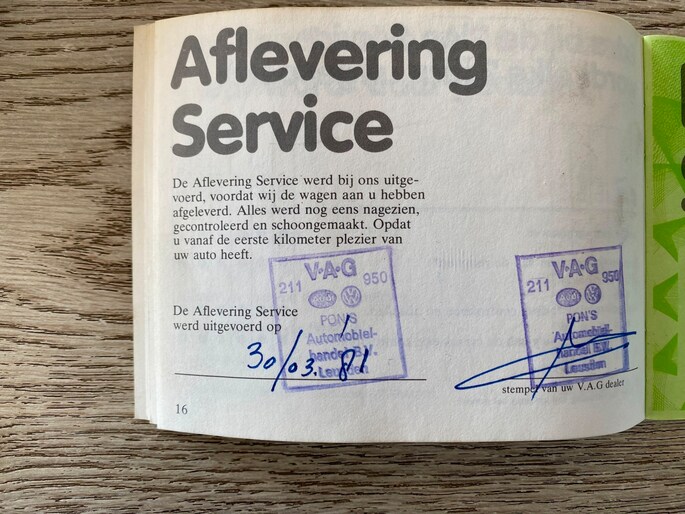 Aflevering
Service
De Aflevering Service werd bij ons uitge-
voerd, voordat wij de wagen aan u hebben
afgeleverd. Alles werd nog eens nagezien,
gecontroleerd en schoongemaakt. Opdat
u vanaf de eerste kilometer plezier van
uw auto heeft.
De Aflevering Service
werd uitgevoerd op
30/03.'81
V·A·G
211 950
PON'S
Automobiel-
handel B.V.
Leusden
V·A·G
211 950
PON'S
Automobiel-
handel B.V.
Leusden
stempel van uw V.A.G dealer
16